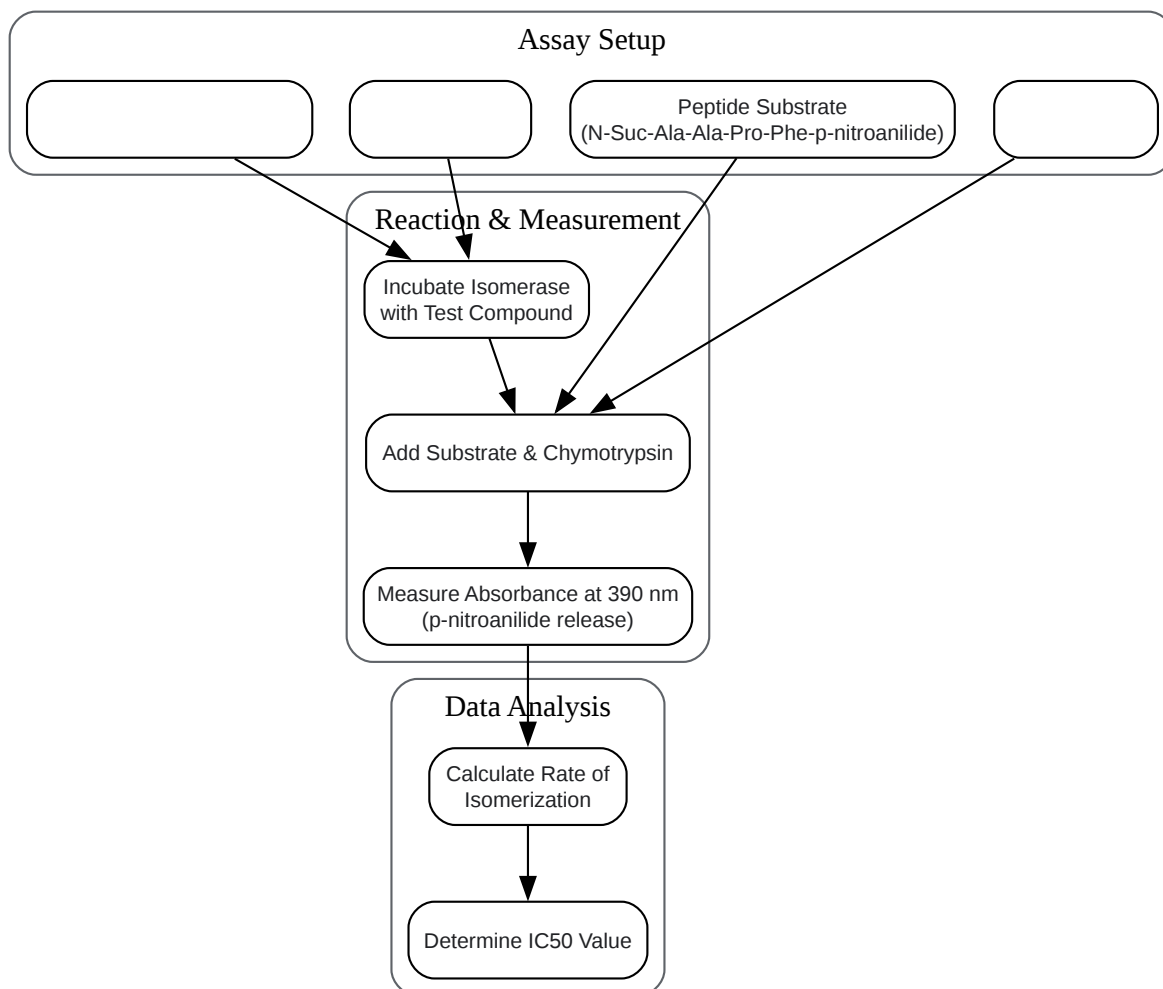 Assay Setup
Peptide Substrate
(N-Suc-Ala-Ala-Pro-Phe-p-nitroanilide)
Reaction & Measurement
Incubate Isomerase
with Test Compound
Add Substrate & Chymotrypsin
Measure Absorbance at 390 nm
(p-nitroanilide release)
Data Analysis
Calculate Rate of
Isomerization
Determine IC50 Value